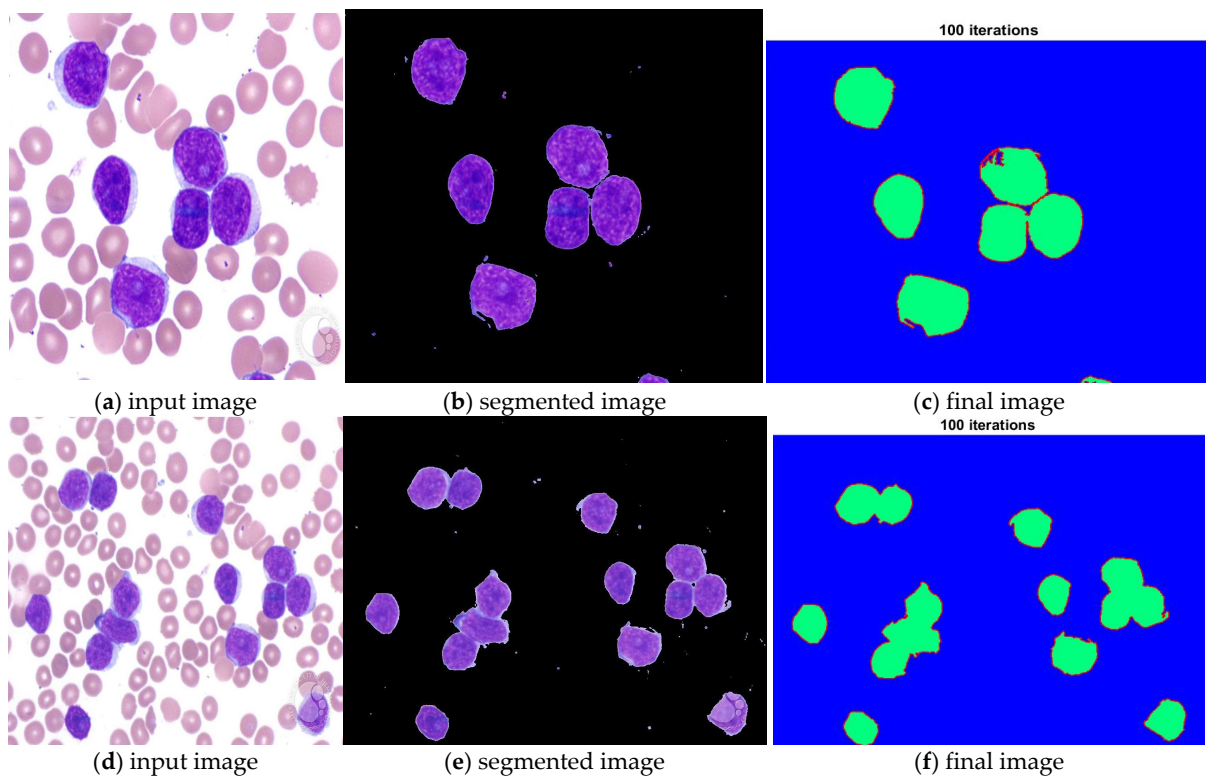 100 iterations
(a) input image (b) segmented image (c) final image
100 iterations
(d) input image (e) segmented image (f) final image